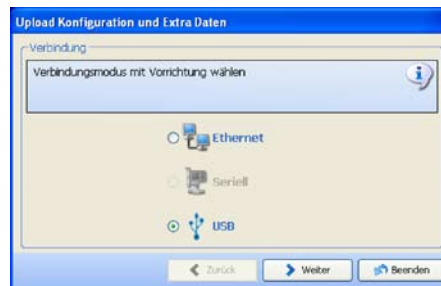 Upload Konfiguration und Extra Daten
Verbindung
Verbindungsmodus mit Vorrichtung wählen
Ethernet
Seriell
USB
Zurück
Weiter
Beenden